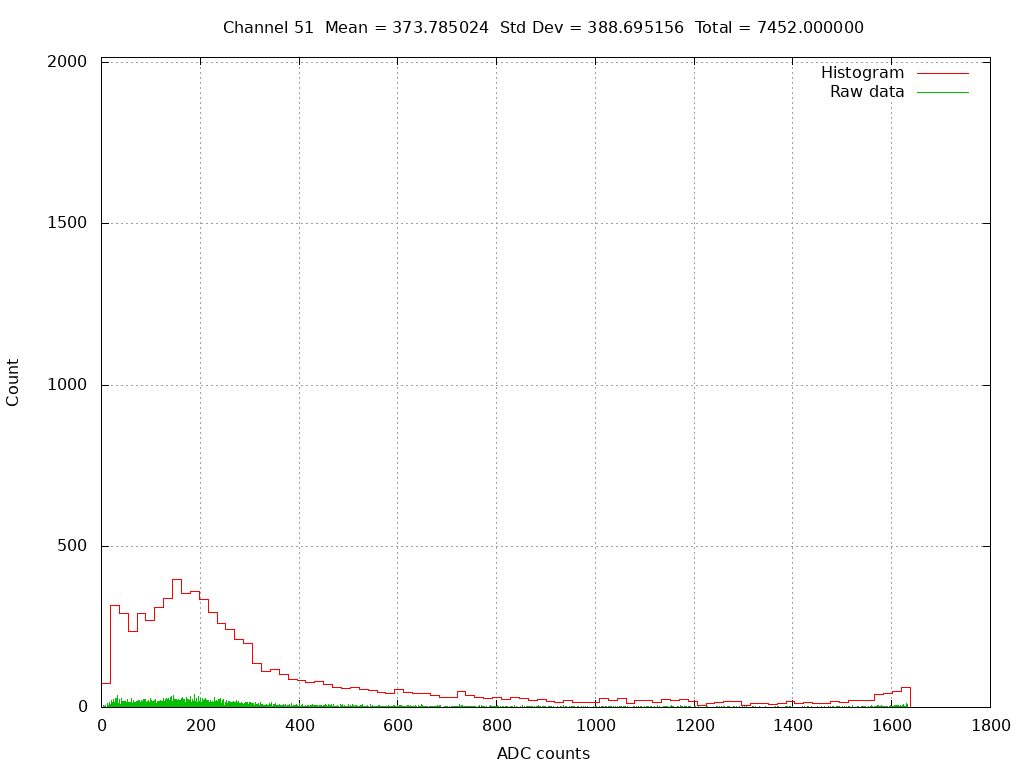 Channel 51  Mean = 373.785024  Std Dev = 388.695156  Total = 7452.000000
2000
1500
1000
500
0
Count
Histogram
Raw data
0 200 400 600 800 1000 1200 1400 1600 1800
ADC counts